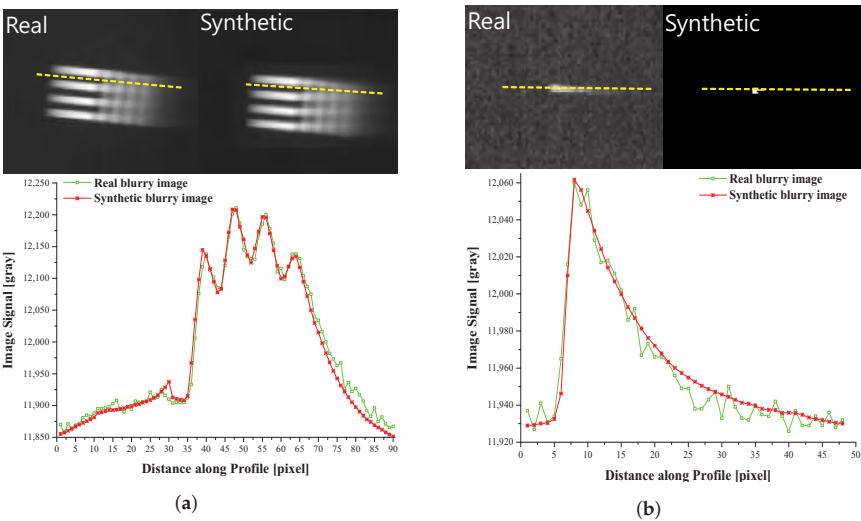 Real
Synthetic
Real blurry image
Synthetic blurry image
Image Signal [gray]
12,250
12,200
12,150
12,100
12,050
12,000
11,950
11,900
11,850
0 5 10 15 20 25 30 35 40 45 50 55 60 65 70 75 80 85 90
Distance along Profile [pixel]
(a)
Real
Synthetic
Real blurry image
Synthetic blurry image
Image Signal [gray]
12,060
12,040
12,020
12,000
11,980
11,960
11,940
11,920
0 5 10 15 20 25 30 35 40 45 50
Distance along Profile [pixel]
(b)